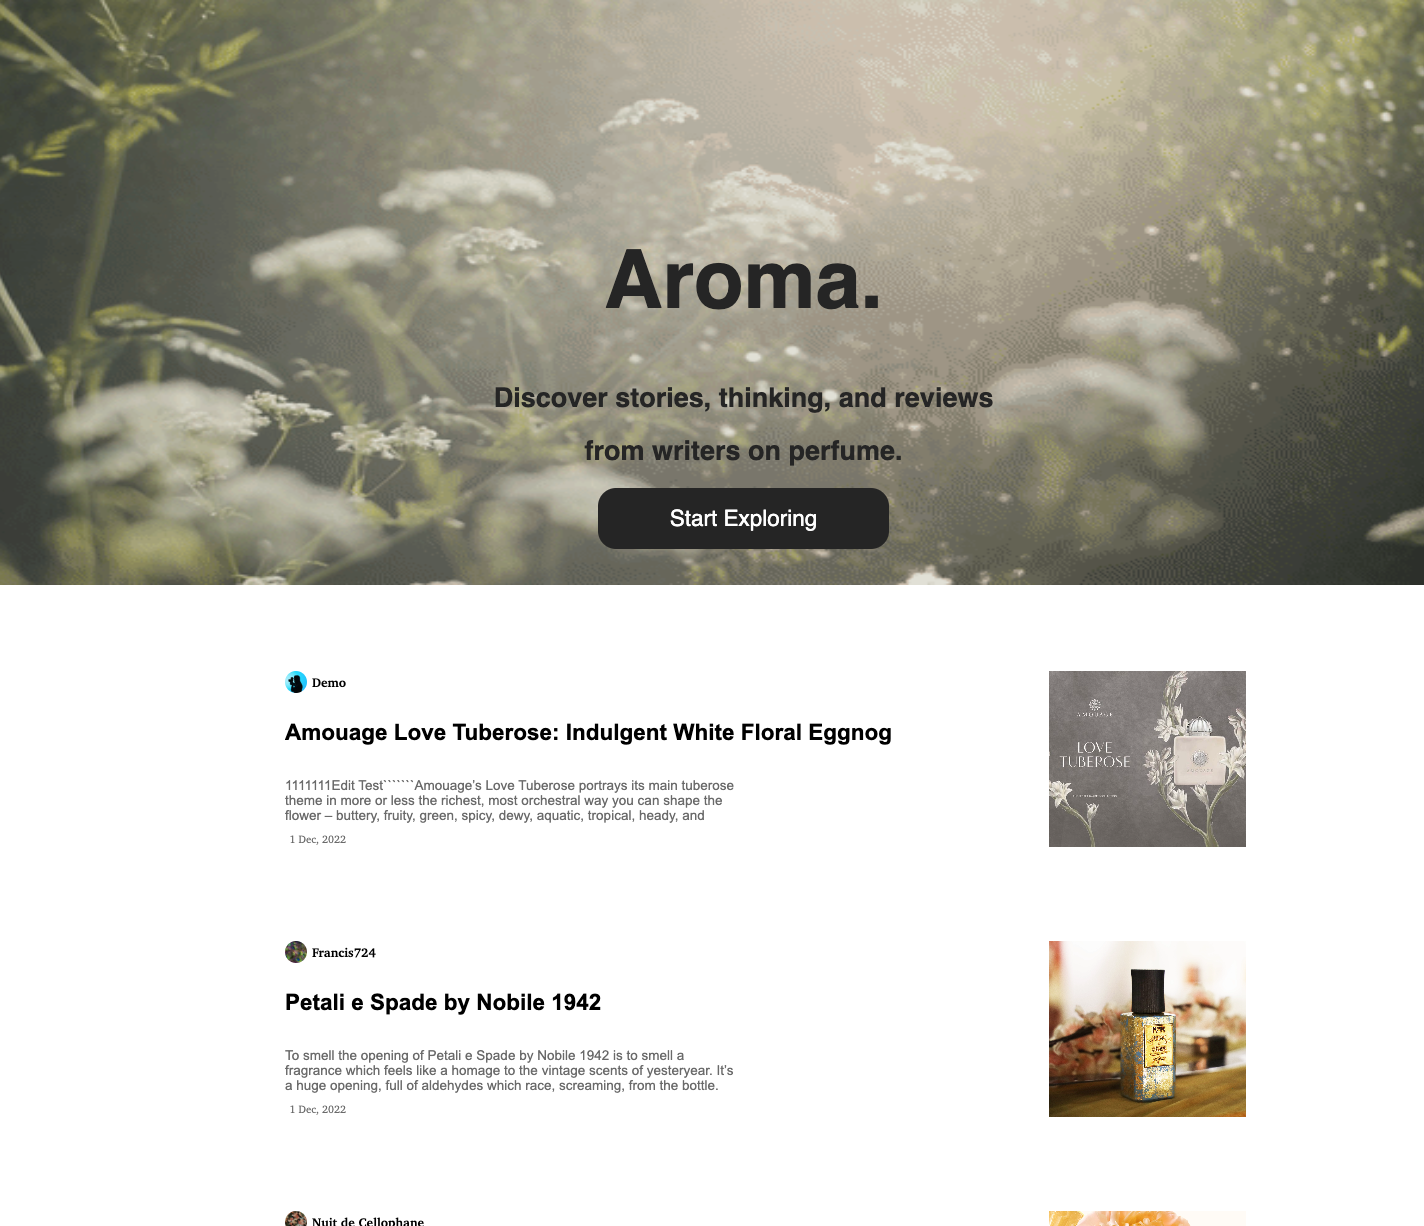 Aroma.
Discover stories, thinking, and reviews
from writers on perfume.
Start Exploring
Demo
Amouage Love Tuberose: Indulgent White Floral Eggnog
1111111Edit Test```````Amouage’s Love Tuberose portrays its main tuberose
theme in more or less the richest, most orchestral way you can shape the
flower – buttery, fruity, green, spicy, dewy, aquatic, tropical, heady, and
1 Dec, 2022
AMOUAGE
LOVE
TUBEROSE
Francis724
Petali e Spade by Nobile 1942
To smell the opening of Petali e Spade by Nobile 1942 is to smell a
fragrance which feels like a homage to the vintage scents of yesteryear. It’s
a huge opening, full of aldehydes which race, screaming, from the bottle.
1 Dec, 2022
Nuit de Cellophane